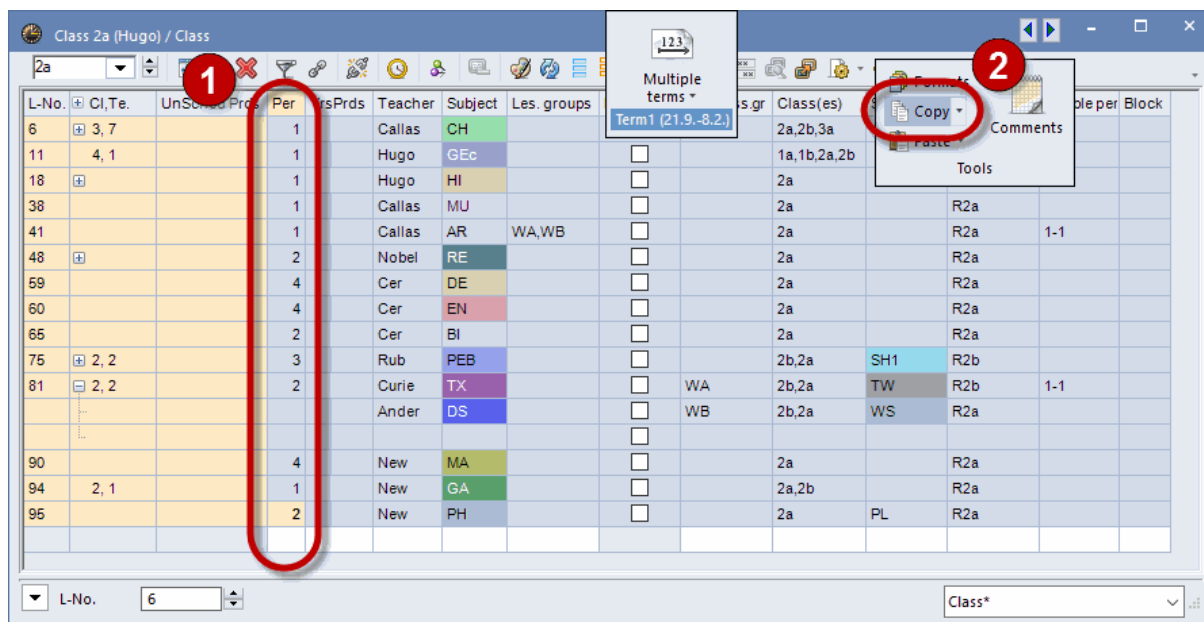 Class 2a (Hugo) / Class
123
Multiple
terms
Term1 (21.9.-8.2.)
2a
1
2
Formats
Copy
Paste
Comments
Tools
L-No. Cl,Te. Per Teacher Subject Les. groups Class(es) Block
6 3, 7 1 Callas CH 2a,2b,3a
11 4, 1 1 Hugo GEc 1a,1b,2a,2b
18 1 Hugo HI 2a
38 1 Callas MU 2a R2a
41 1 Callas AR WA,WB 2a R2a 1-1
48 2 Nobel RE 2a R2a
59 4 Cer DE 2a R2a
60 4 Cer EN 2a R2a
65 2 Cer BI 2a R2a
75 2, 2 3 Rub PEB 2b,2a SH1 R2b
81 2, 2 2 Curie TX WA 2b,2a TW R2b 1-1
Ander DS WB 2b,2a WS R2a
90 4 New MA 2a R2a
94 2, 1 1 New GA 2a,2b R2a
95 2 New PH 2a PL R2a
L-No. 6 Class*